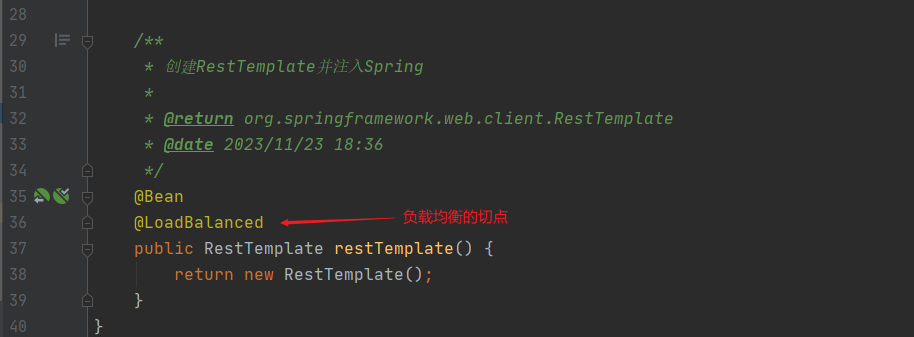 28
29 /**
30 * 创建RestTemplate并注入Spring
31 *
32 * @return org.springframework.web.client.RestTemplate
33 * @date 2023/11/23 18:36
34 */
35 @Bean
36 @LoadBalanced 负载均衡的切点
37 public RestTemplate restTemplate() {
38 return new RestTemplate();
39 }
40 }